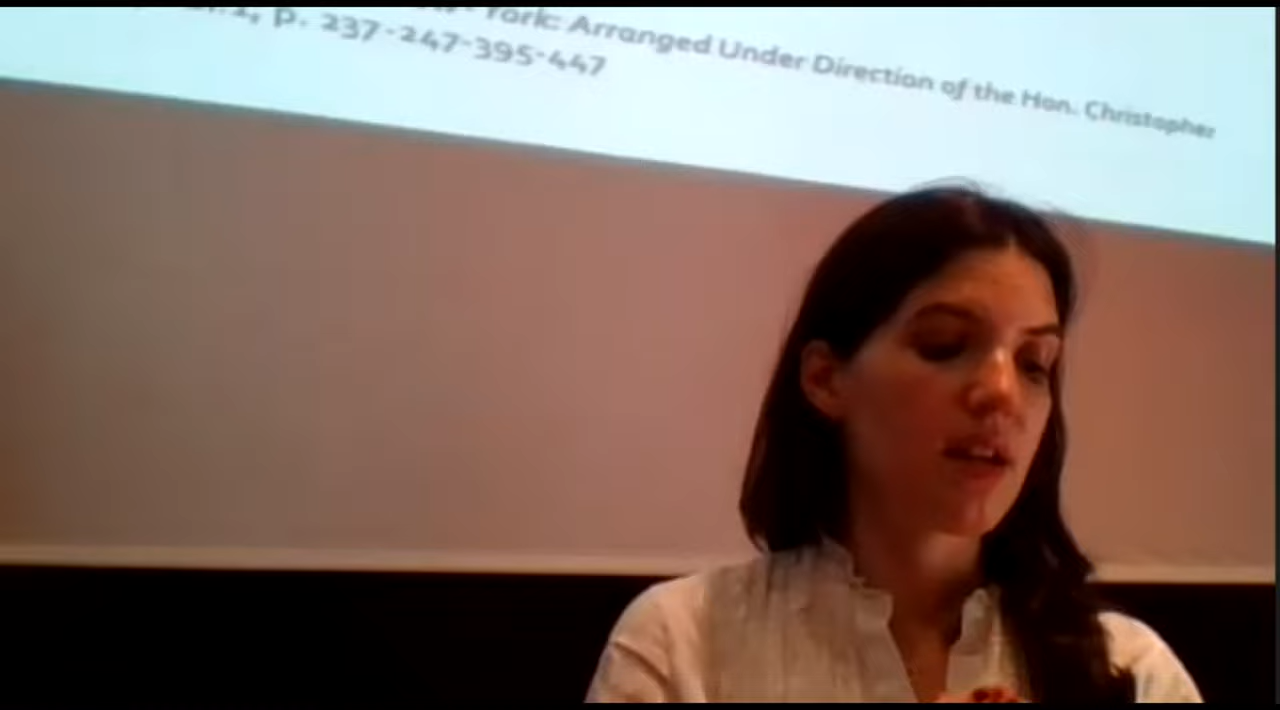 York: Arranged Under Direction of the Hon. Christopher
p. 237-247-395-447